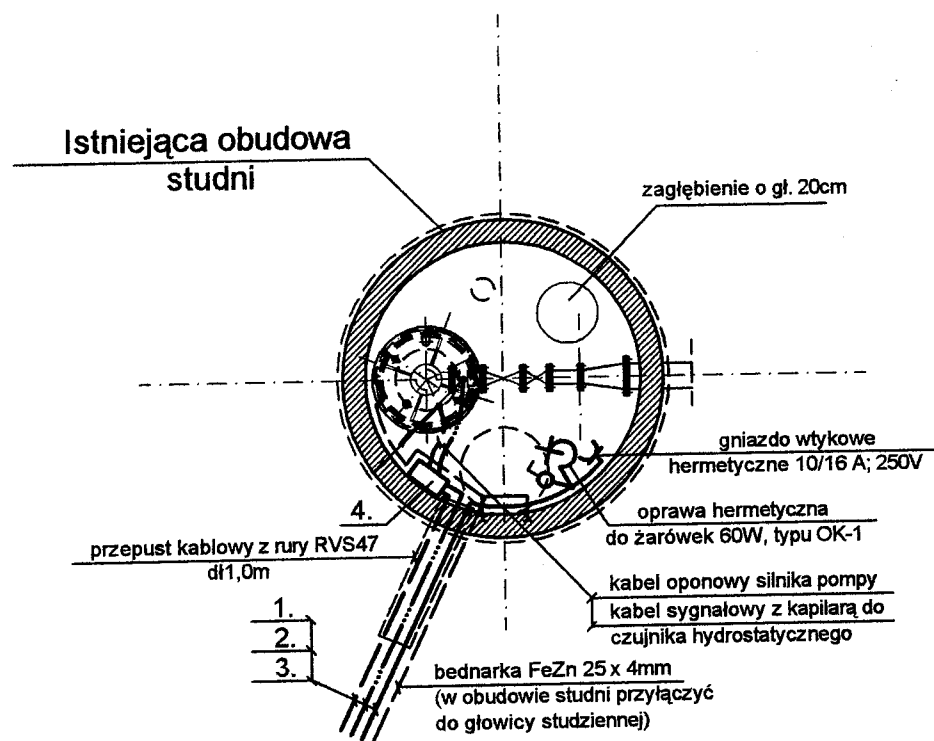 Istniejąca obudowa
studni
zagłębienie o gł. 20cm
gniazdo wtykowe
hermetyczne 10/16 A; 250V
4.
oprawa hermetyczna
do żarówek 60W, typu OK-1
przepust kablowy z rury RVS47
dł1,0m
kabel oponowy silnika pompy
kabel sygnałowy z kapilarą do
czujnika hydrostatycznego
1.
2.
3.
bednarka FeZn 25 x 4mm
(w obudowie studni przyłączyć
do głowicy studziennej)